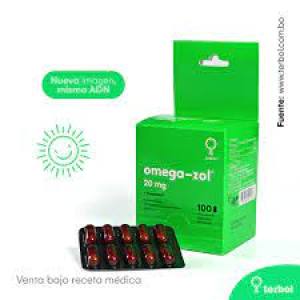 Nueva imagen,
mismo ADN
Fuente: www.terbol.com.bo
terbol
omega-zol®
20 mg
100
Venta bajo receta médica
terbol